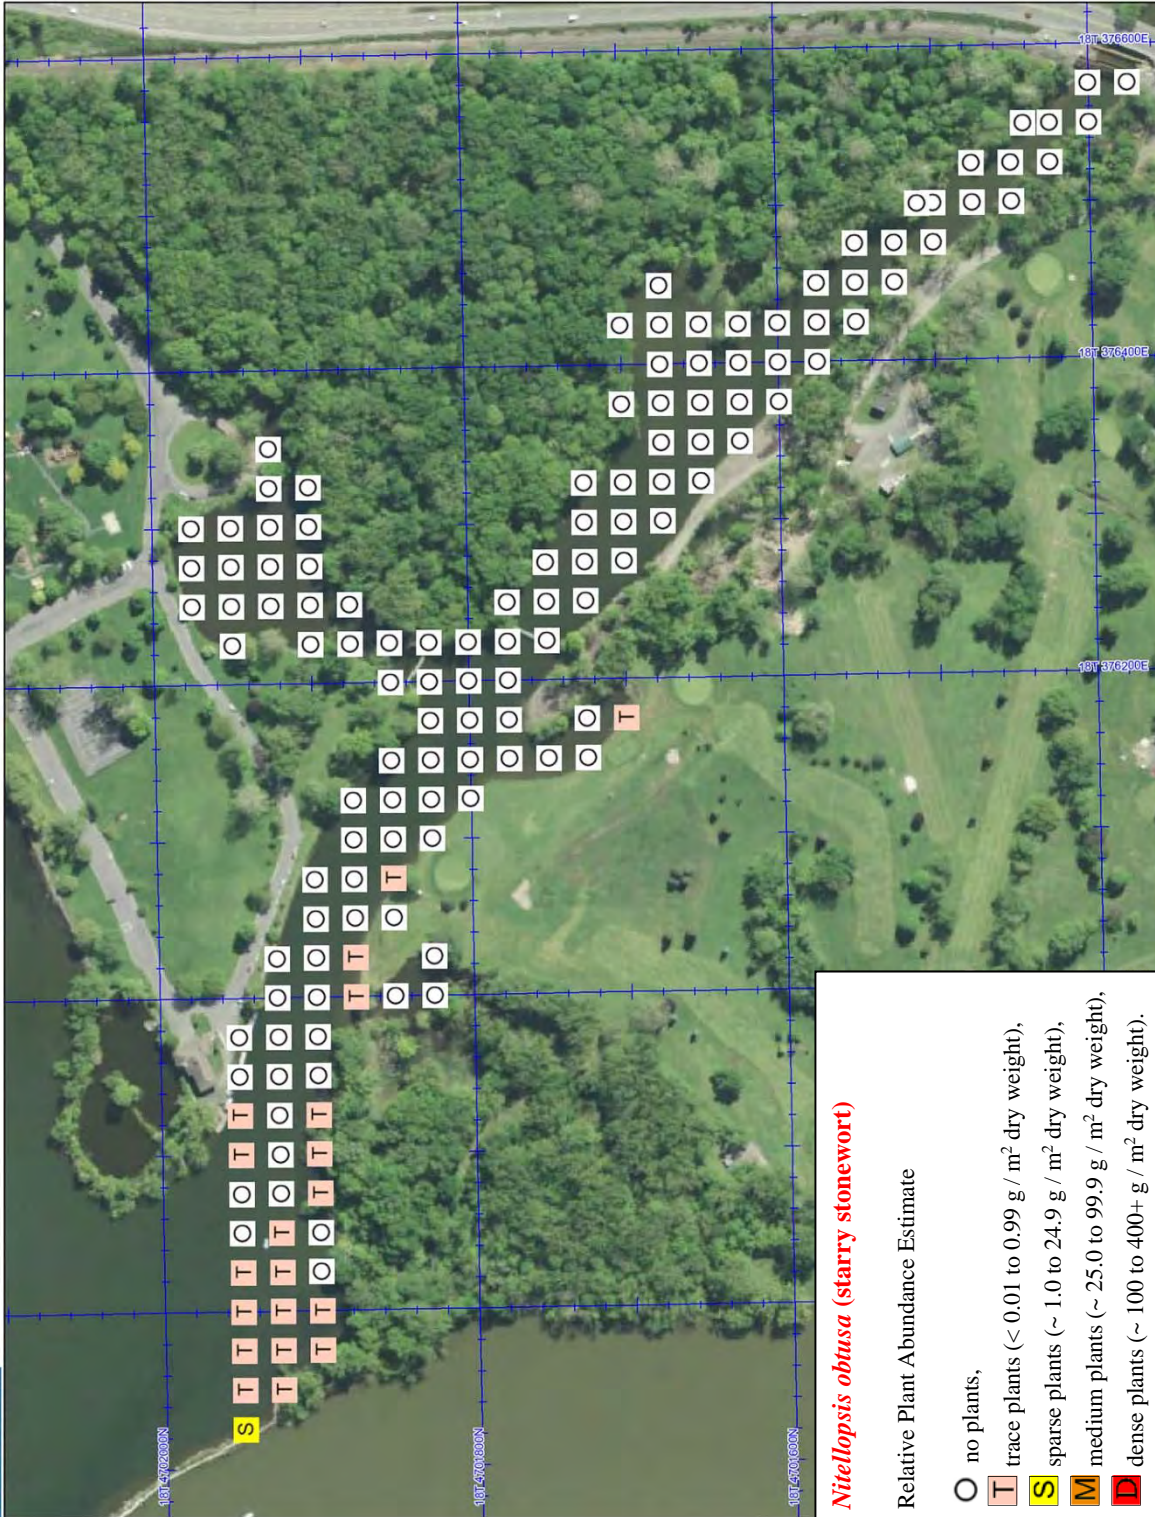 Nitellopsis obtusa (starry stonewort)
Relative Plant Abundance Estimate
O no plants,
T trace plants (< 0.01 to 0.99 g / m² dry weight),
S sparse plants (~ 1.0 to 24.9 g / m² dry weight),
M medium plants (~ 25.0 to 99.9 g / m² dry weight),
D dense plants (~ 100 to 400+ g / m² dry weight).
18T 4702000N
18T 4701800N
18T 4701600N
18T 376200E
18T 376400E
18T 376600E
S
T T T T O O T T O O
T T T T O O O O O O O
T T O O T T T O O O O O O
T T O O T O O O O
O O O O O O O